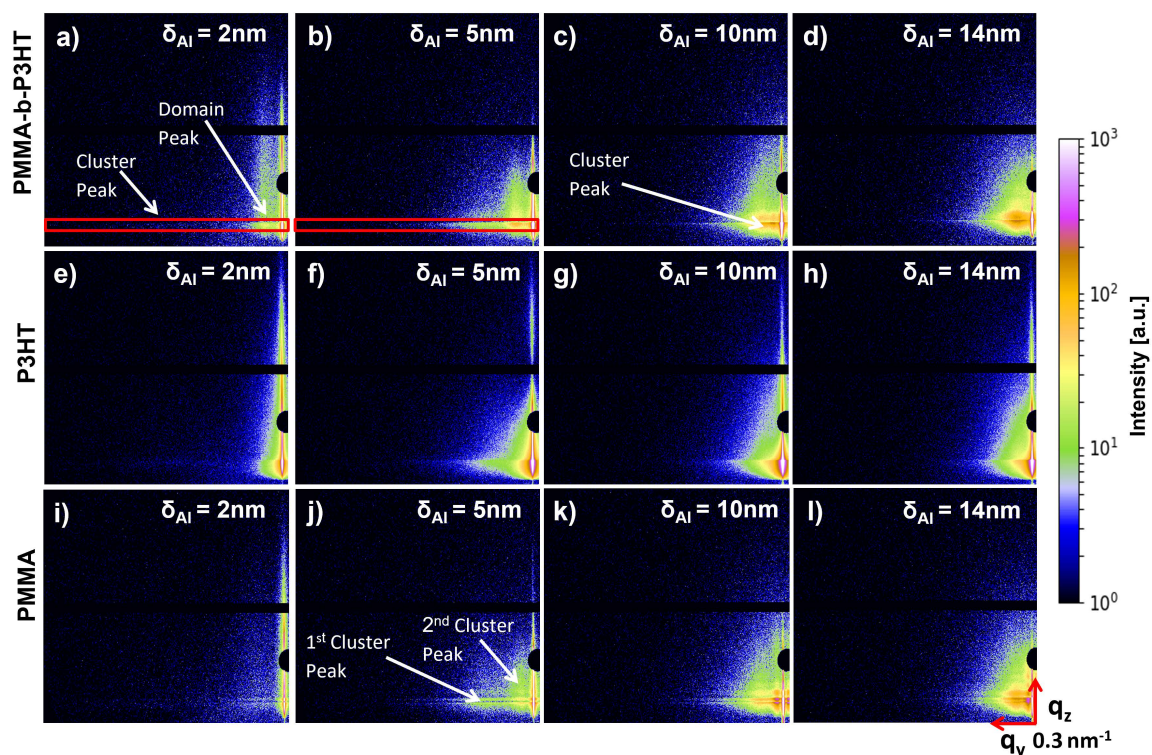 PMMA-b-P3HT
a) δAl = 2nm
b) δAl = 5nm
c) δAl = 10nm
d) δAl = 14nm
Domain
Peak
Cluster
Peak
Cluster
Peak
P3HT
e) δAl = 2nm
f) δAl = 5nm
g) δAl = 10nm
h) δAl = 14nm
PMMA
i) δAl = 2nm
j) δAl = 5nm
k) δAl = 10nm
l) δAl = 14nm
1st Cluster
Peak
2nd Cluster
Peak
10³
10²
10¹
10⁰
Intensity [a.u.]
qz
qy 0.3 nm⁻¹